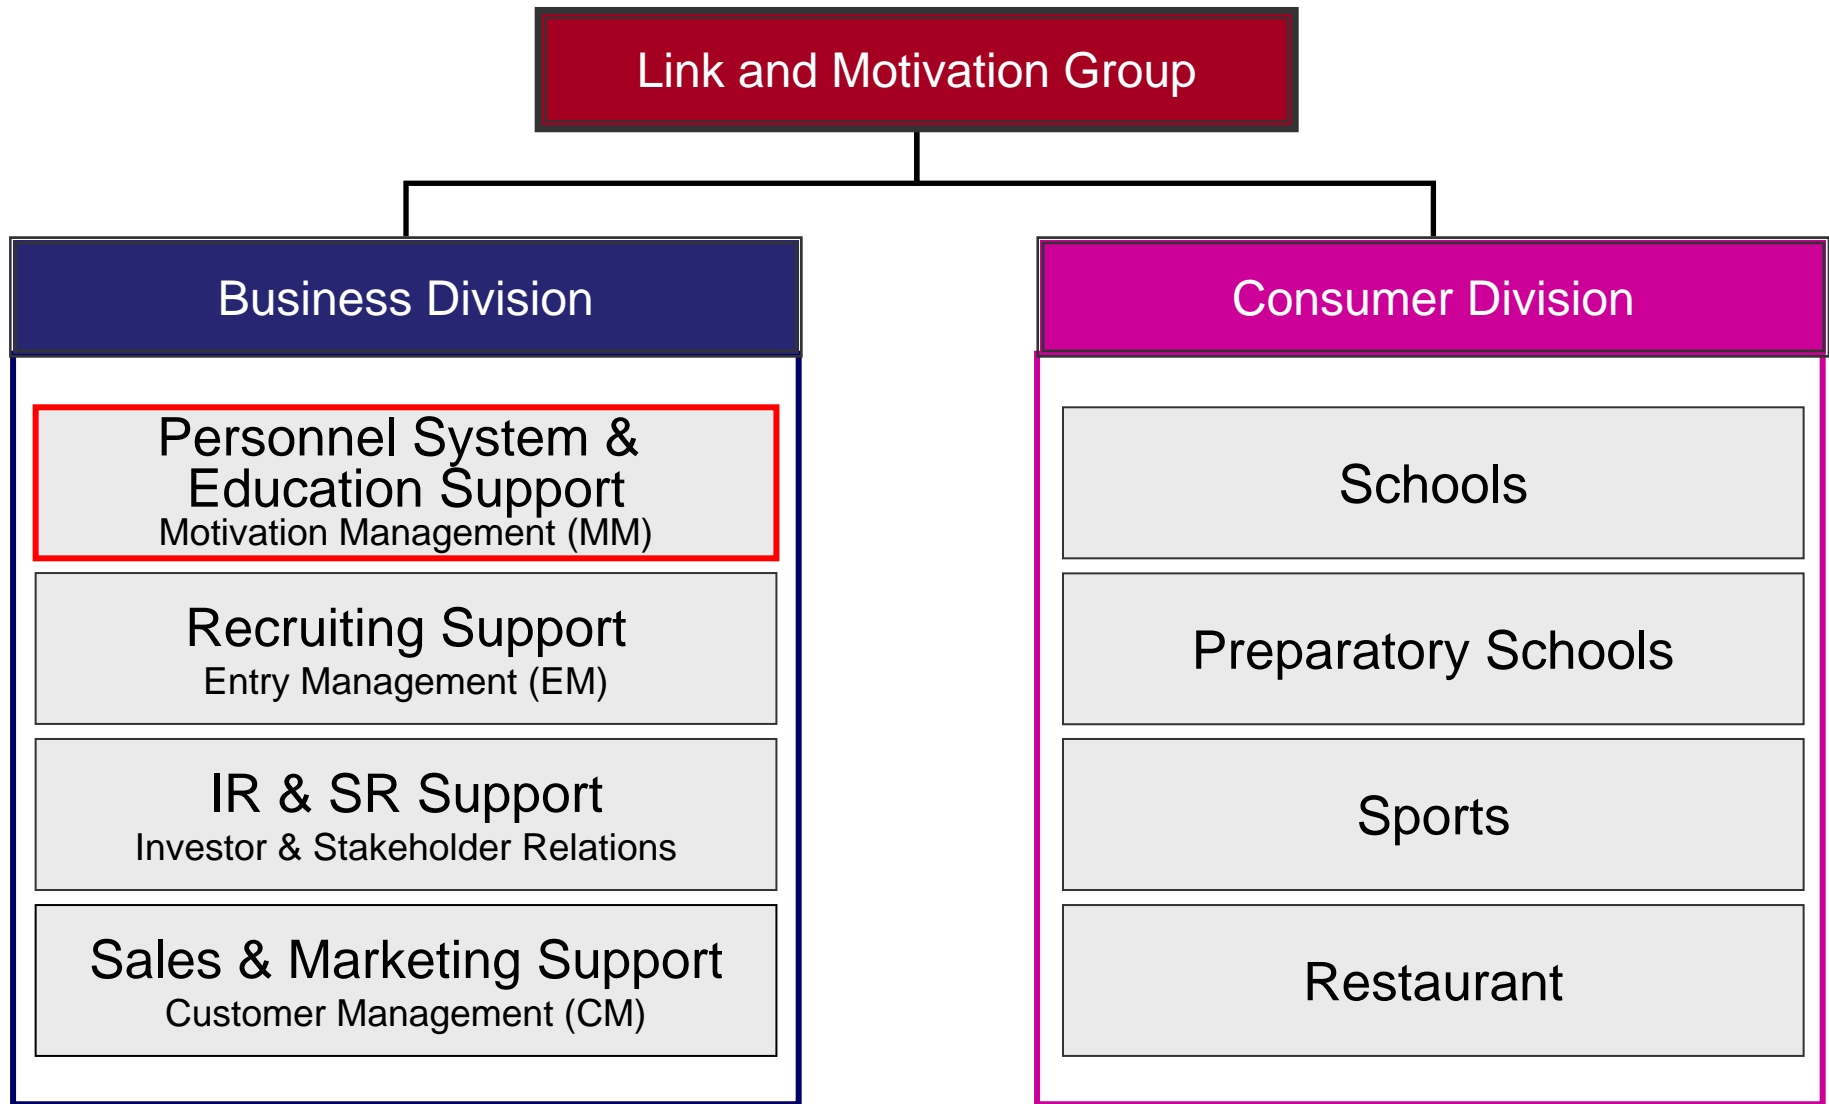 Link and Motivation Group
Business Division
Personnel System &
Education Support
Motivation Management (MM)
Recruiting Support
Entry Management (EM)
IR & SR Support
Investor & Stakeholder Relations
Sales & Marketing Support
Customer Management (CM)
Consumer Division
Schools
Preparatory Schools
Sports
Restaurant